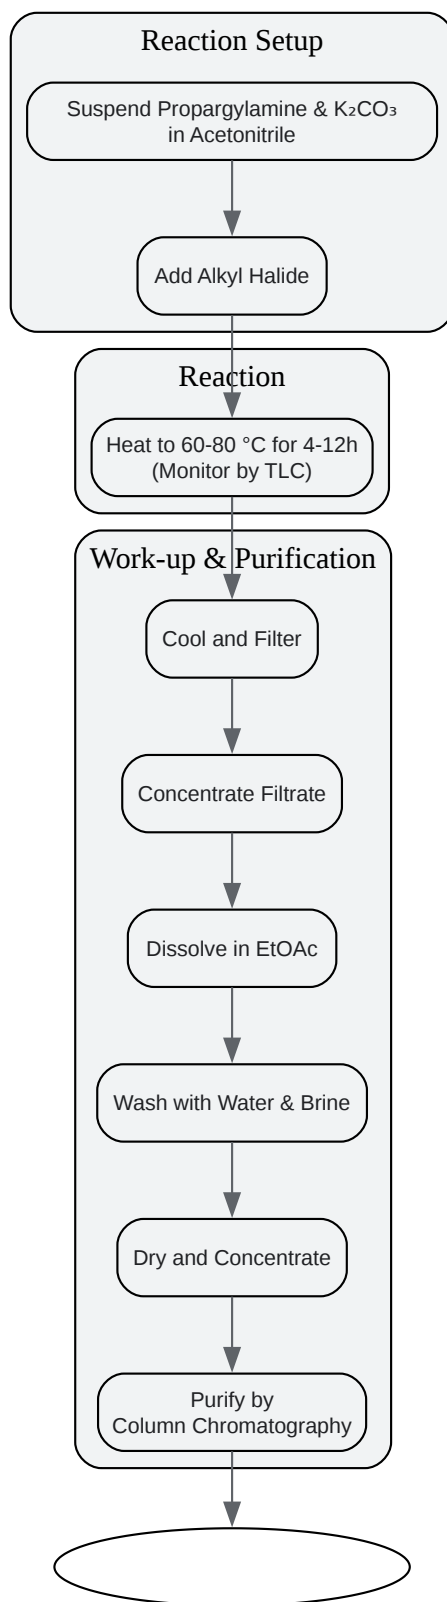 Reaction Setup
Suspend Propargylamine & K₂CO₃
in Acetonitrile
Add Alkyl Halide
Reaction
Heat to 60-80 °C for 4-12h
(Monitor by TLC)
Work-up & Purification
Cool and Filter
Concentrate Filtrate
Dissolve in EtOAc
Wash with Water & Brine
Dry and Concentrate
Purify by
Column Chromatography